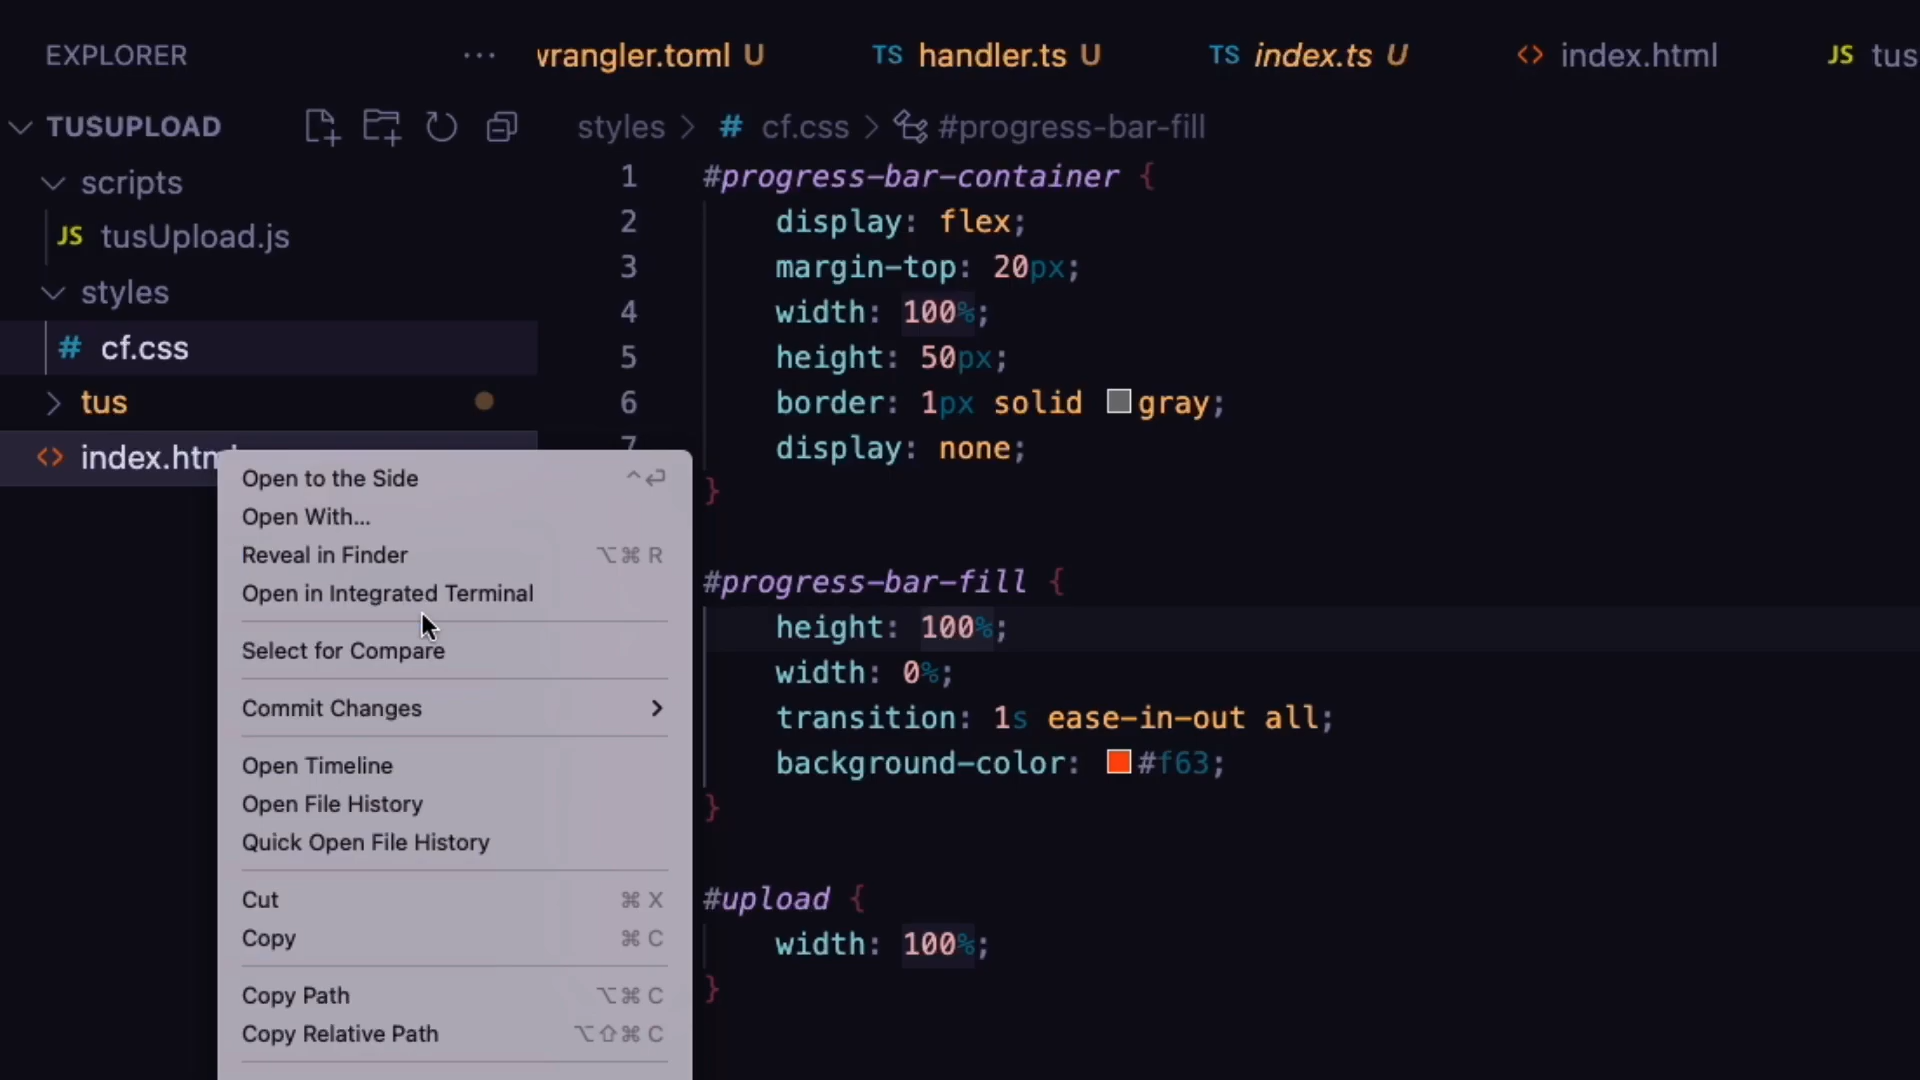 EXPLORER
wrangler.toml U
TS handler.ts U
TS index.ts U
<> index.html
JS
TUSUPLOAD
styles > # cf.css > #progress-bar-fill
scripts
JS tusUpload.js
styles
# cf.css
tus
<> index.html
1 #progress-bar-container {
2 display: flex;
3 margin-top: 20px;
4 width: 100%;
5 height: 50px;
6 border: 1px solid gray;
7 display: none;
}
#progress-bar-fill {
height: 100%;
width: 0%;
transition: 1s ease-in-out all;
background-color: #f63;
}
#upload {
width: 100%;
}
Open to the Side ^⏎
Open With...
Reveal in Finder ⌥⌘ R
Open in Integrated Terminal
Select for Compare
Commit Changes >
Open Timeline
Open File History
Quick Open File History
Cut ⌘ X
Copy ⌘ C
Copy Path ⌥⌘ C
Copy Relative Path ⌥⇧⌘ C